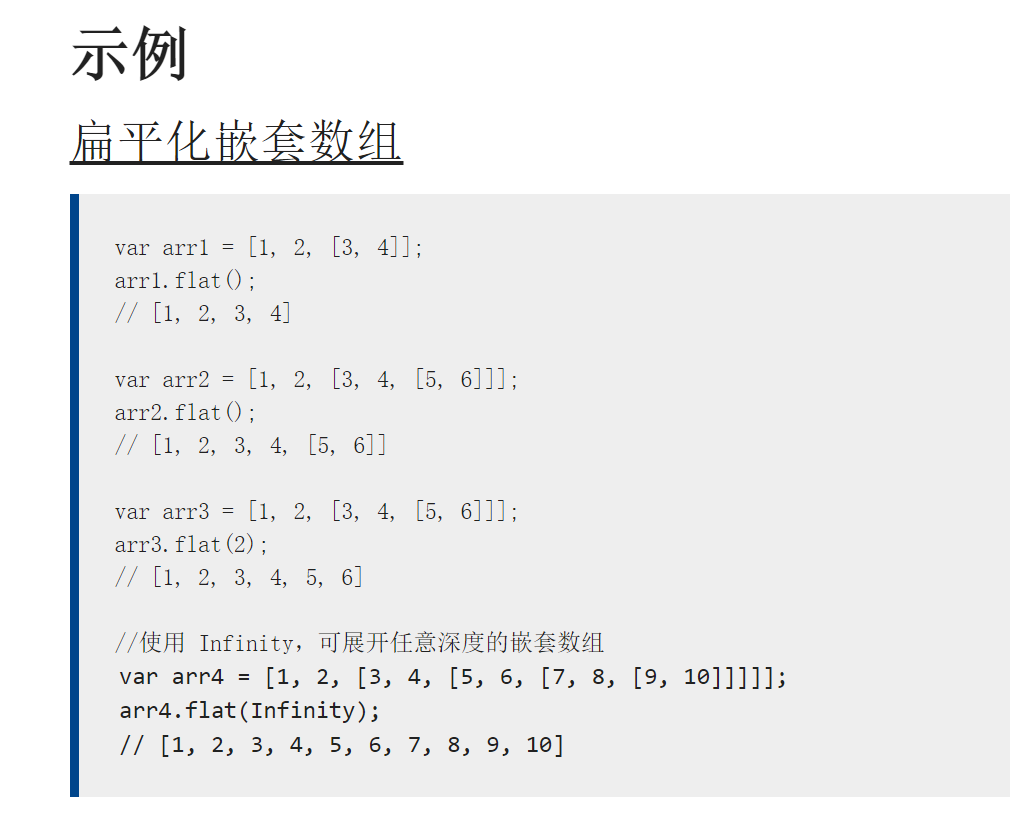 示例
扁平化嵌套数组
var arr1 = [1, 2, [3, 4]];
arr1.flat();
// [1, 2, 3, 4]
var arr2 = [1, 2, [3, 4, [5, 6]]];
arr2.flat();
// [1, 2, 3, 4, [5, 6]]
var arr3 = [1, 2, [3, 4, [5, 6]]];
arr3.flat(2);
// [1, 2, 3, 4, 5, 6]
//使用 Infinity，可展开任意深度的嵌套数组
var arr4 = [1, 2, [3, 4, [5, 6, [7, 8, [9, 10]]]]];
arr4.flat(Infinity);
// [1, 2, 3, 4, 5, 6, 7, 8, 9, 10]